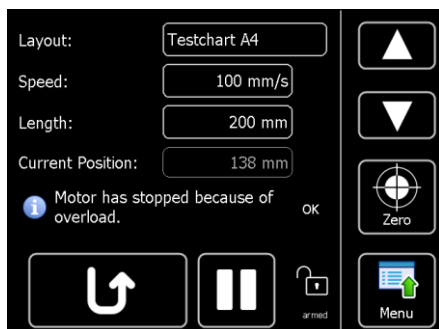 Layout: Testchart A4
Speed: 100 mm/s
Length: 200 mm
Current Position: 138 mm
Motor has stopped because of
overload.
OK
Zero
armed
Menu